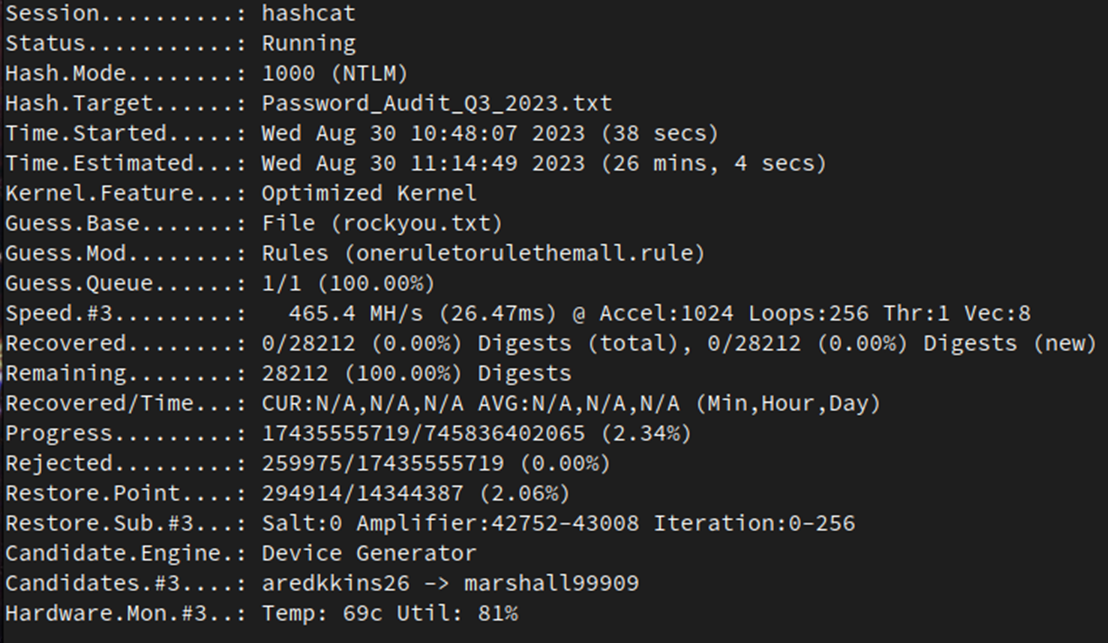 Session..........: hashcat
Status...........: Running
Hash.Mode........: 1000 (NTLM)
Hash.Target......: Password_Audit_Q3_2023.txt
Time.Started.....: Wed Aug 30 10:48:07 2023 (38 secs)
Time.Estimated...: Wed Aug 30 11:14:49 2023 (26 mins, 4 secs)
Kernel.Feature...: Optimized Kernel
Guess.Base.......: File (rockyou.txt)
Guess.Mod........: Rules (oneruletorulethemall.rule)
Guess.Queue......: 1/1 (100.00%)
Speed.#3.........:   465.4 MH/s (26.47ms) @ Accel:1024 Loops:256 Thr:1 Vec:8
Recovered........: 0/28212 (0.00%) Digests (total), 0/28212 (0.00%) Digests (new)
Remaining........: 28212 (100.00%) Digests
Recovered/Time...: CUR:N/A,N/A,N/A AVG:N/A,N/A,N/A (Min,Hour,Day)
Progress.........: 17435555719/745836402065 (2.34%)
Rejected.........: 259975/17435555719 (0.00%)
Restore.Point....: 294914/14344387 (2.06%)
Restore.Sub.#3...: Salt:0 Amplifier:42752-43008 Iteration:0-256
Candidate.Engine.: Device Generator
Candidates.#3....: aredkkins26 -> marshall99909
Hardware.Mon.#3..: Temp: 69c Util: 81%